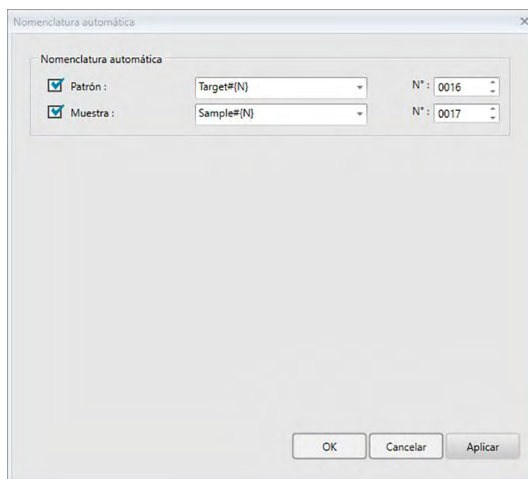 Nomenclatura automática
Nomenclatura automática
Patrón : Target#{N} N° : 0016
Muestra : Sample#{N} N° : 0017
OK Cancelar Aplicar